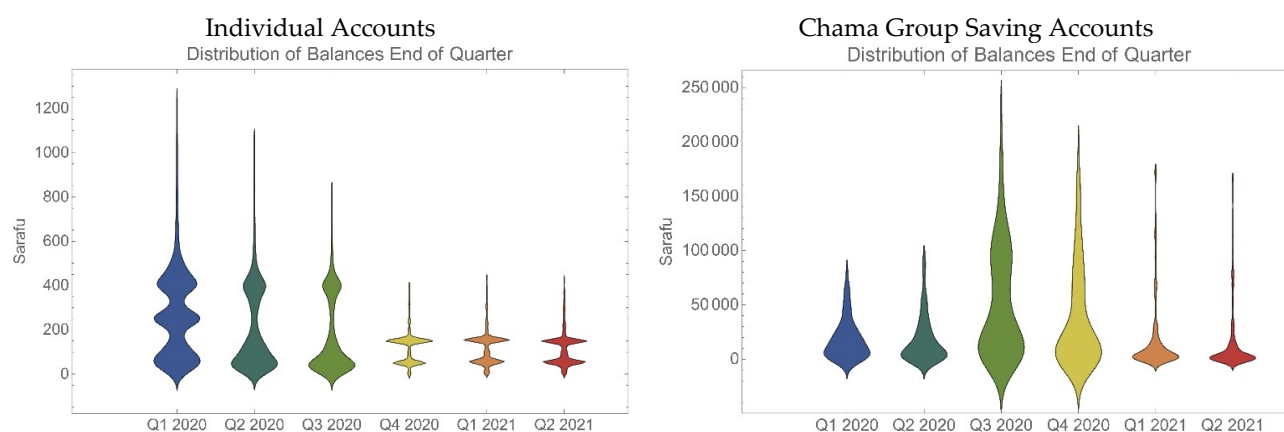 Individual Accounts
Distribution of Balances End of Quarter
1200
1000
800
600
400
200
0
Sarafu
Q1 2020 Q2 2020 Q3 2020 Q4 2020 Q1 2021 Q2 2021
Chama Group Saving Accounts
Distribution of Balances End of Quarter
250 000
200 000
150 000
100 000
50 000
0
Sarafu
Q1 2020 Q2 2020 Q3 2020 Q4 2020 Q1 2021 Q2 2021